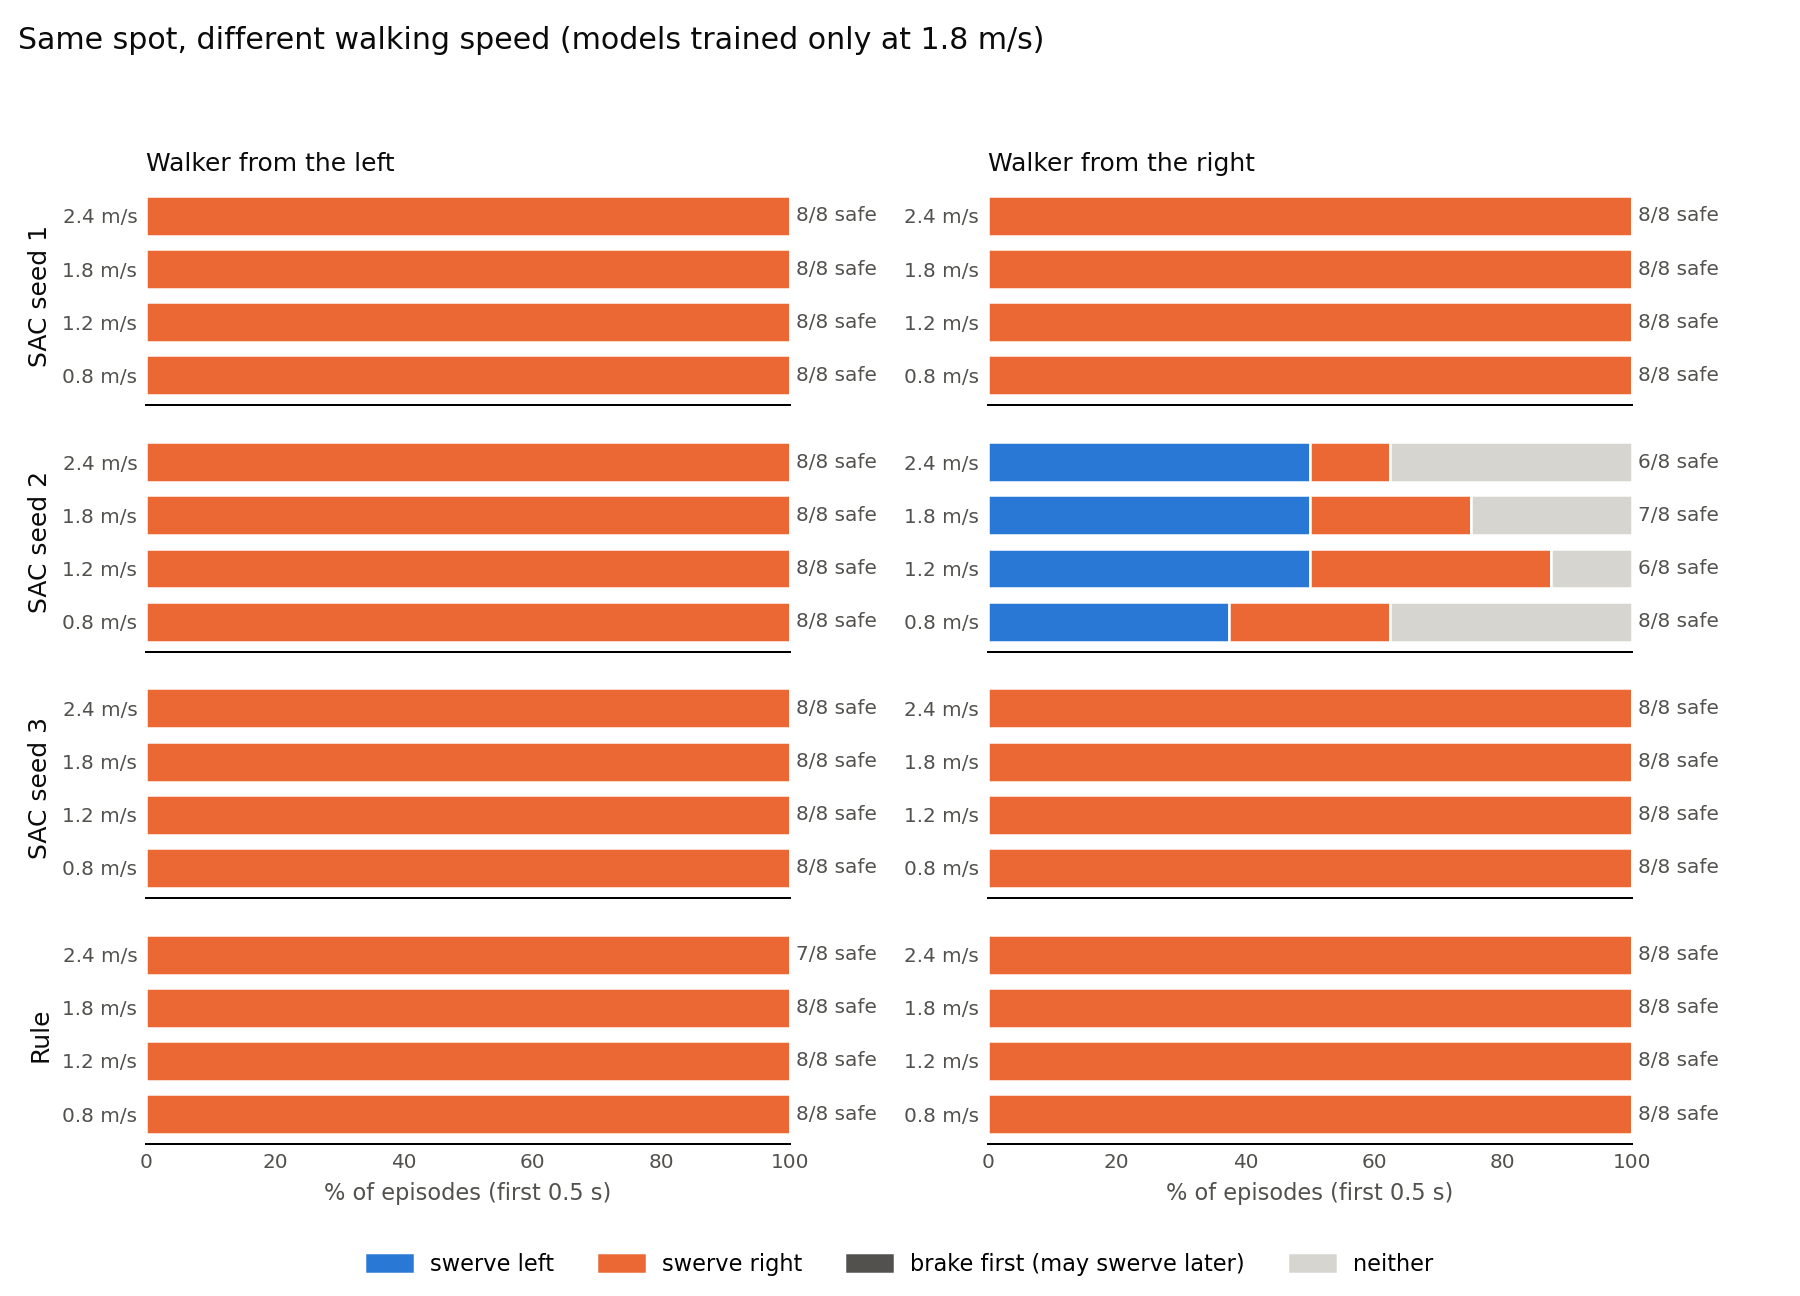 Same spot, different walking speed (models trained only at 1.8 m/s)
Walker from the left
Walker from the right
SAC seed 1
2.4 m/s 8/8 safe 2.4 m/s 8/8 safe
1.8 m/s 8/8 safe 1.8 m/s 8/8 safe
1.2 m/s 8/8 safe 1.2 m/s 8/8 safe
0.8 m/s 8/8 safe 0.8 m/s 8/8 safe
SAC seed 2
2.4 m/s 8/8 safe 2.4 m/s 6/8 safe
1.8 m/s 8/8 safe 1.8 m/s 7/8 safe
1.2 m/s 8/8 safe 1.2 m/s 6/8 safe
0.8 m/s 8/8 safe 0.8 m/s 8/8 safe
SAC seed 3
2.4 m/s 8/8 safe 2.4 m/s 8/8 safe
1.8 m/s 8/8 safe 1.8 m/s 8/8 safe
1.2 m/s 8/8 safe 1.2 m/s 8/8 safe
0.8 m/s 8/8 safe 0.8 m/s 8/8 safe
Rule
2.4 m/s 7/8 safe 2.4 m/s 8/8 safe
1.8 m/s 8/8 safe 1.8 m/s 8/8 safe
1.2 m/s 8/8 safe 1.2 m/s 8/8 safe
0.8 m/s 8/8 safe 0.8 m/s 8/8 safe
0 20 40 60 80 100 0 20 40 60 80 100
% of episodes (first 0.5 s) % of episodes (first 0.5 s)
swerve left swerve right brake first (may swerve later) neither